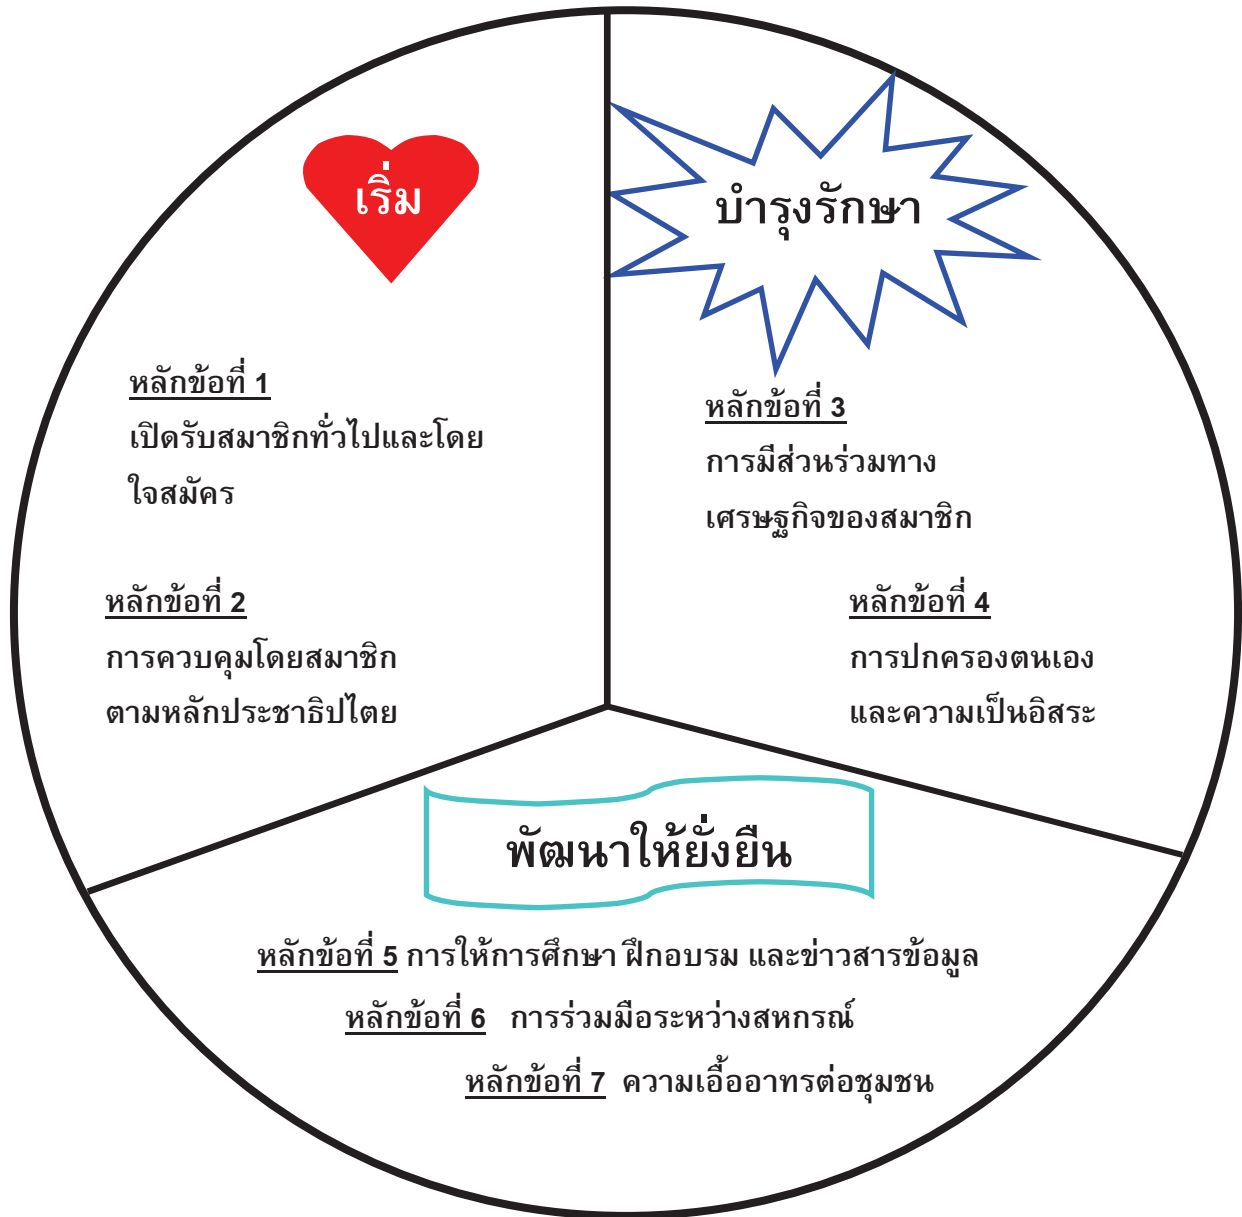 เริ่ม
หลักข้อที่ 1
เปิดรับสมาชิกทั่วไปและโดย
ใจสมัคร
หลักข้อที่ 2
การควบคุมโดยสมาชิก
ตามหลักประชาธิปไตย
บำรุงรักษา
หลักข้อที่ 3
การมีส่วนร่วมทาง
เศรษฐกิจของสมาชิก
หลักข้อที่ 4
การปกครองตนเอง
และความเป็นอิสระ
พัฒนาให้ยั่งยืน
หลักข้อที่ 5 การให้การศึกษา ฝึกอบรม และข่าวสารข้อมูล
หลักข้อที่ 6 การร่วมมือระหว่างสหกรณ์
หลักข้อที่ 7 ความเอื้ออาทรต่อชุมชน